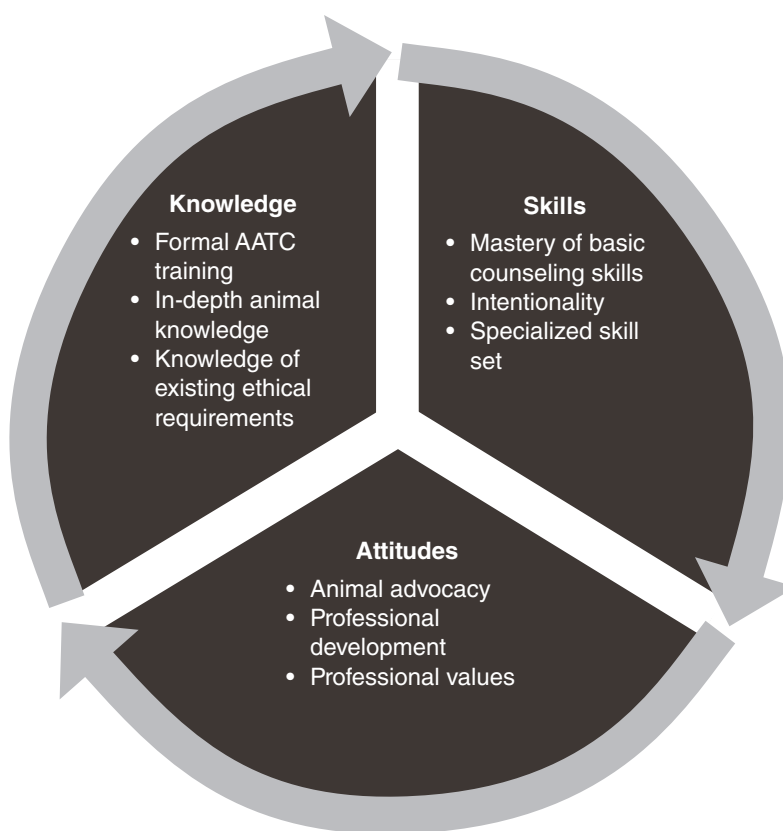 Knowledge
• Formal AATC
training
• In-depth animal
knowledge
• Knowledge of
existing ethical
requirements
Skills
• Mastery of basic
counseling skills
• Intentionality
• Specialized skill
set
Attitudes
• Animal advocacy
• Professional
development
• Professional values